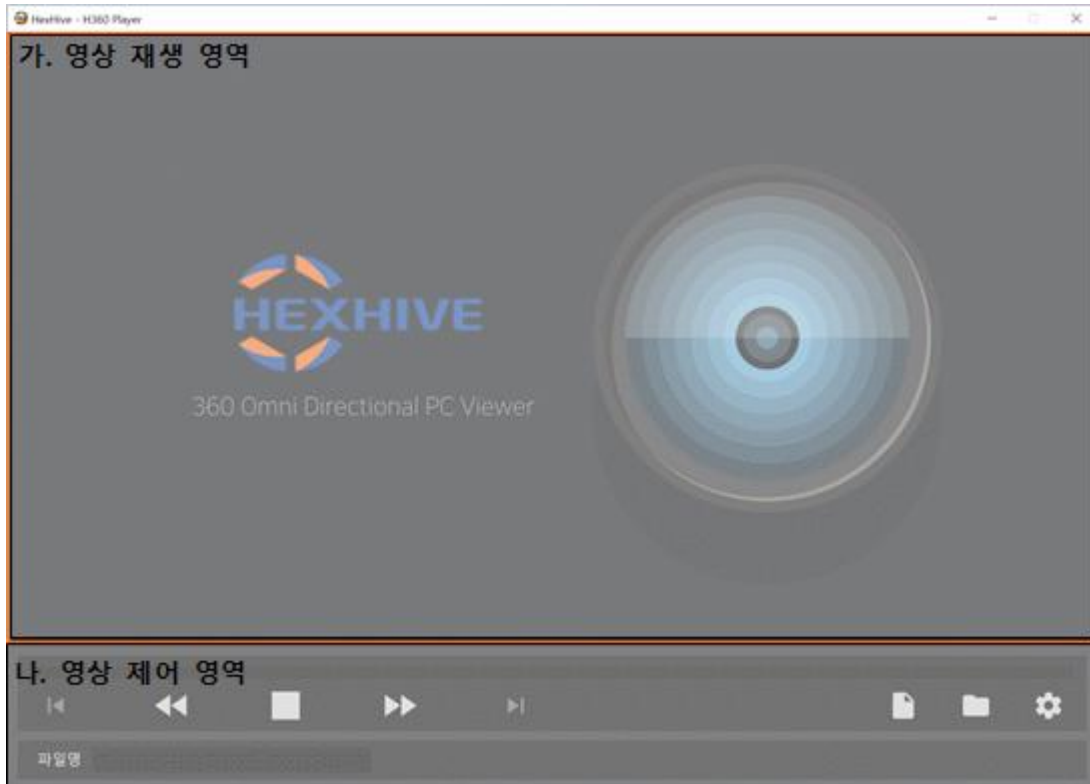 HexHive - H360 Player
가. 영상 재생 영역
HEXHIVE
360 Omni Directional PC Viewer
나. 영상 제어 영역
파일명